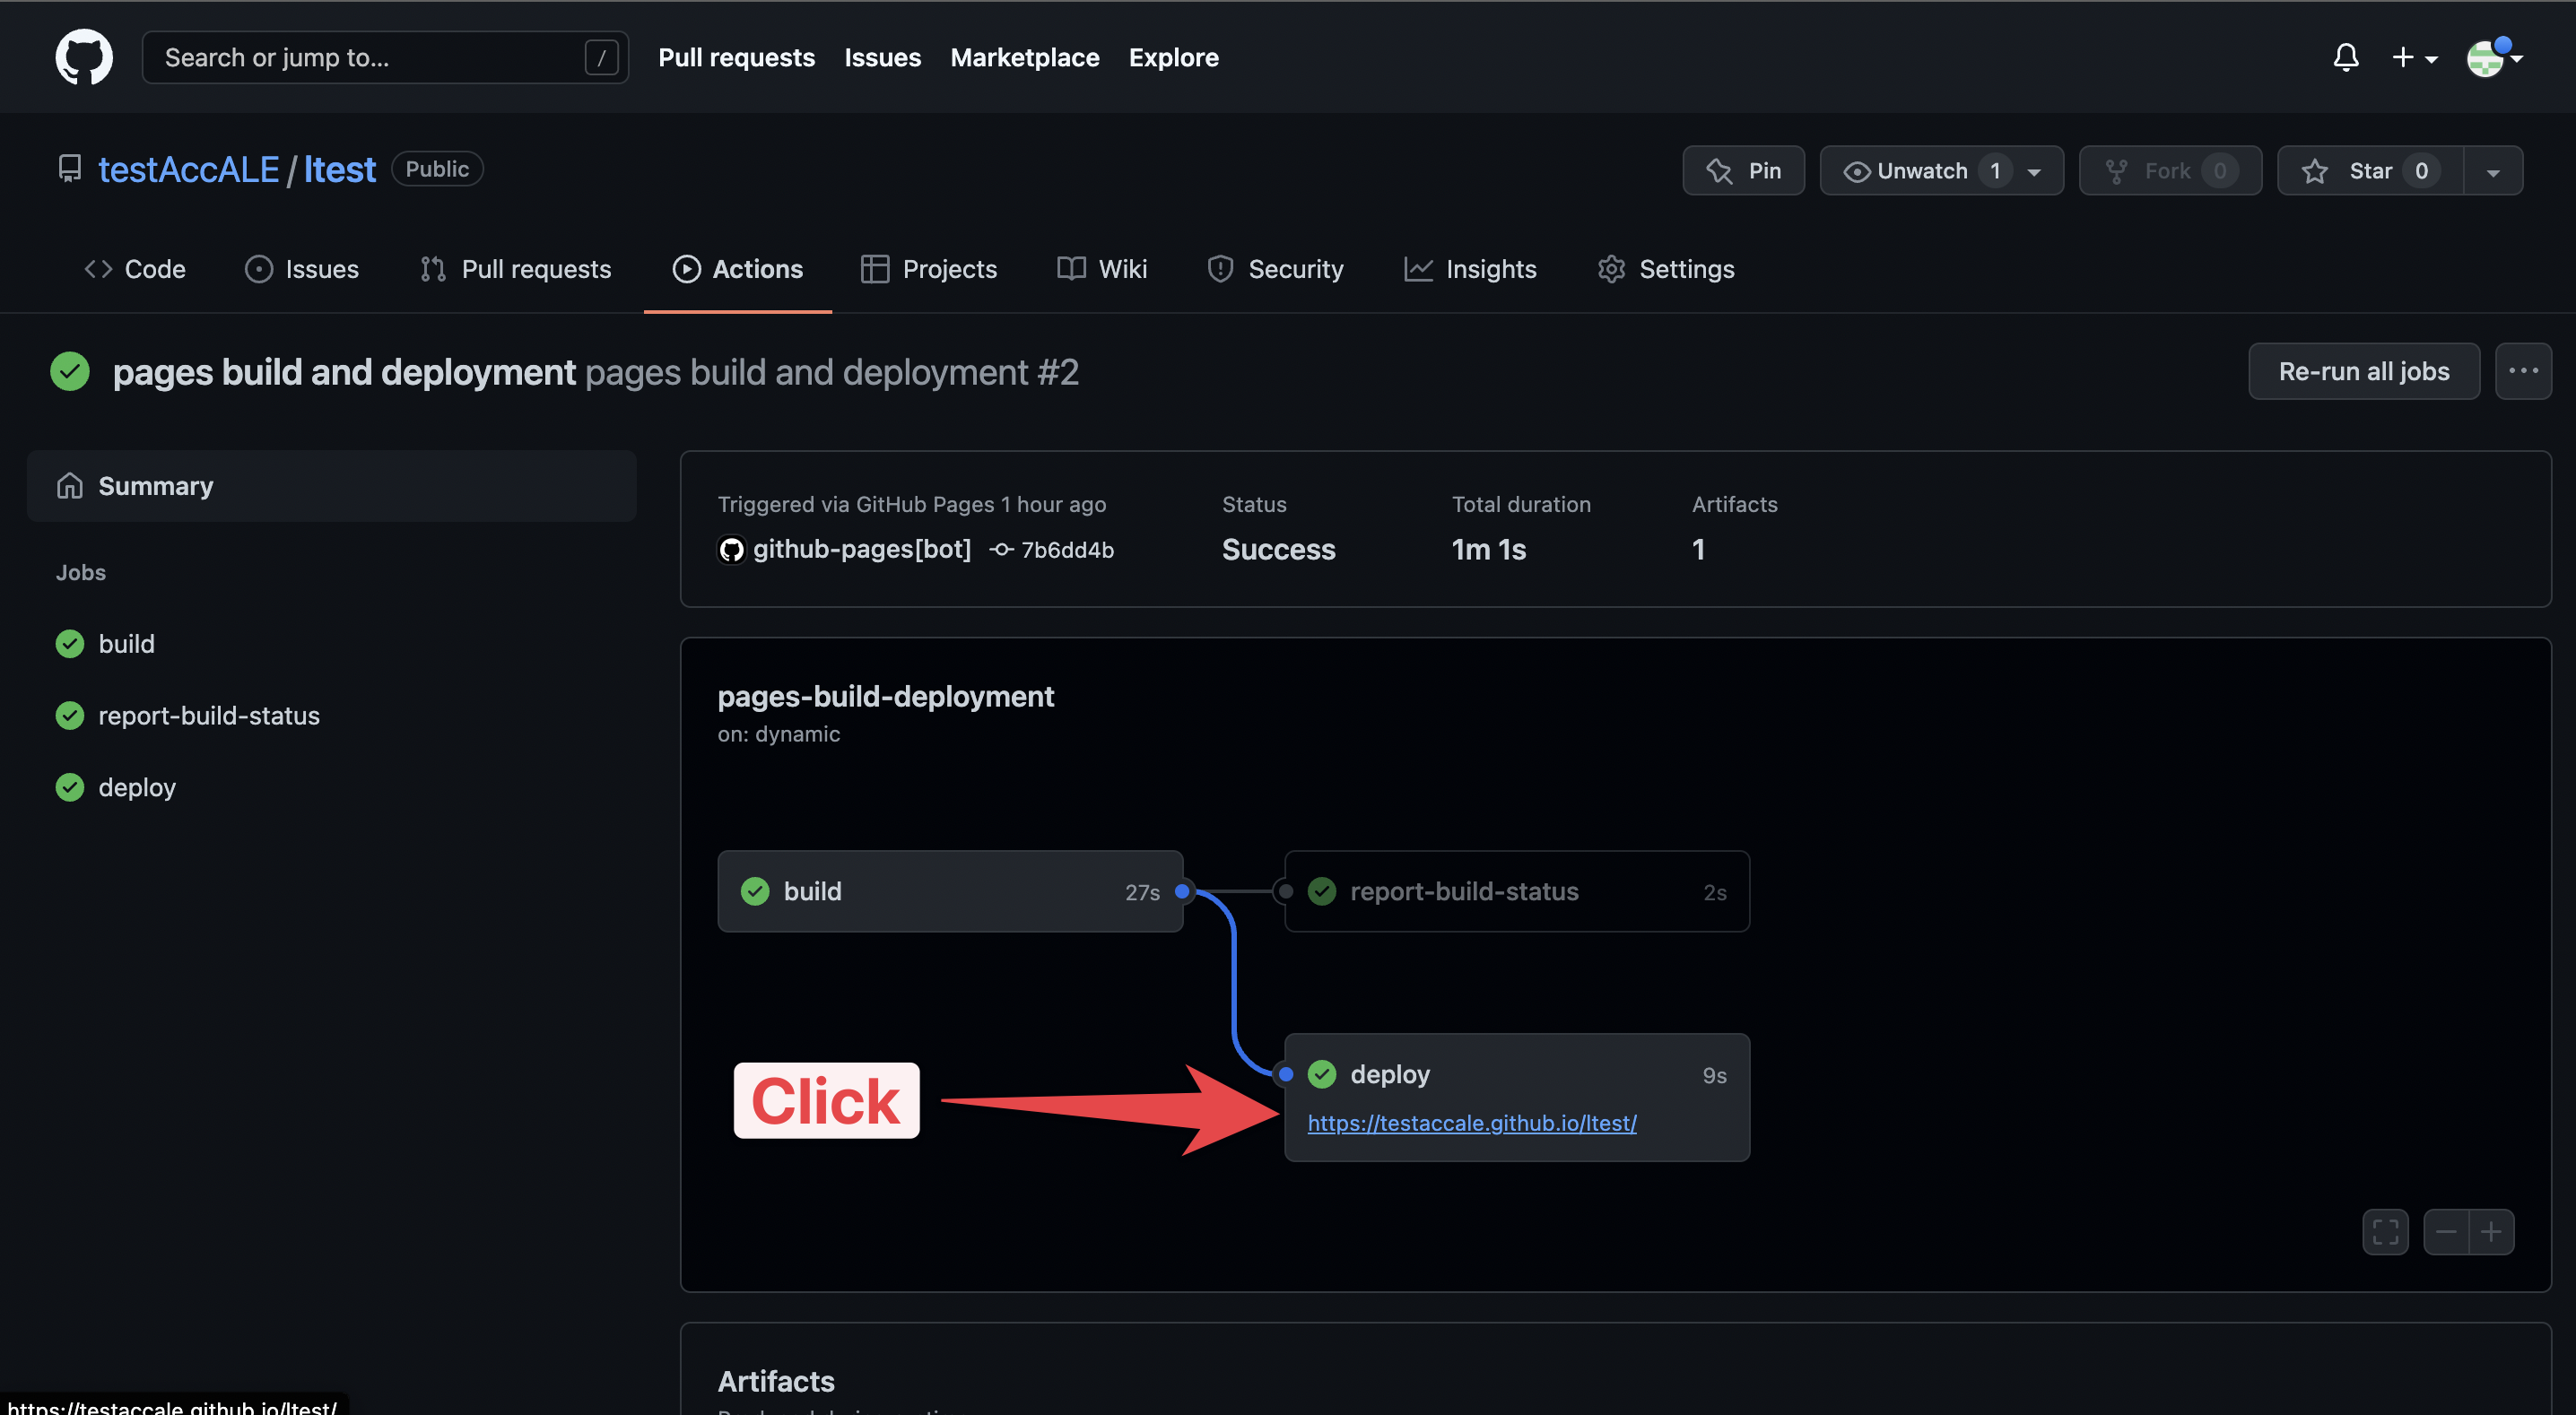 Search or jump to... /
Pull requests Issues Marketplace Explore
testAccALE / ltest Public
Pin Unwatch 1 Fork 0 Star 0
Code Issues Pull requests Actions Projects Wiki Security Insights Settings
pages build and deployment pages build and deployment #2
Re-run all jobs
Summary
Jobs
build
report-build-status
deploy
Triggered via GitHub Pages 1 hour ago
github-pages[bot] 7b6dd4b
Status
Success
Total duration
1m 1s
Artifacts
1
pages-build-deployment
on: dynamic
build 27s
report-build-status 2s
deploy 9s
https://testaccale.github.io/ltest/
Click
Artifacts
https://testaccale.github.io/ltest/